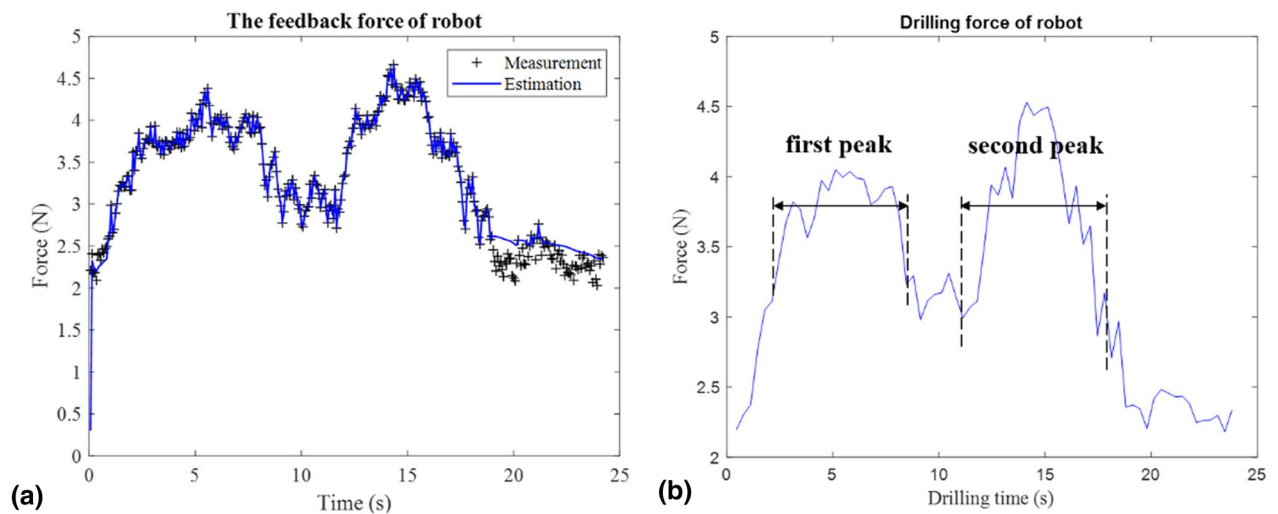 The feedback force of robot
5
4.5
4
3.5
3
2.5
2
1.5
1
0.5
0
Force (N)
Measurement
Estimation
0 5 10 15 20 25
Time (s)
(a)
Drilling force of robot
5
4.5
4
3.5
3
2.5
2
Force (N)
first peak
second peak
0 5 10 15 20 25
Drilling time (s)
(b)